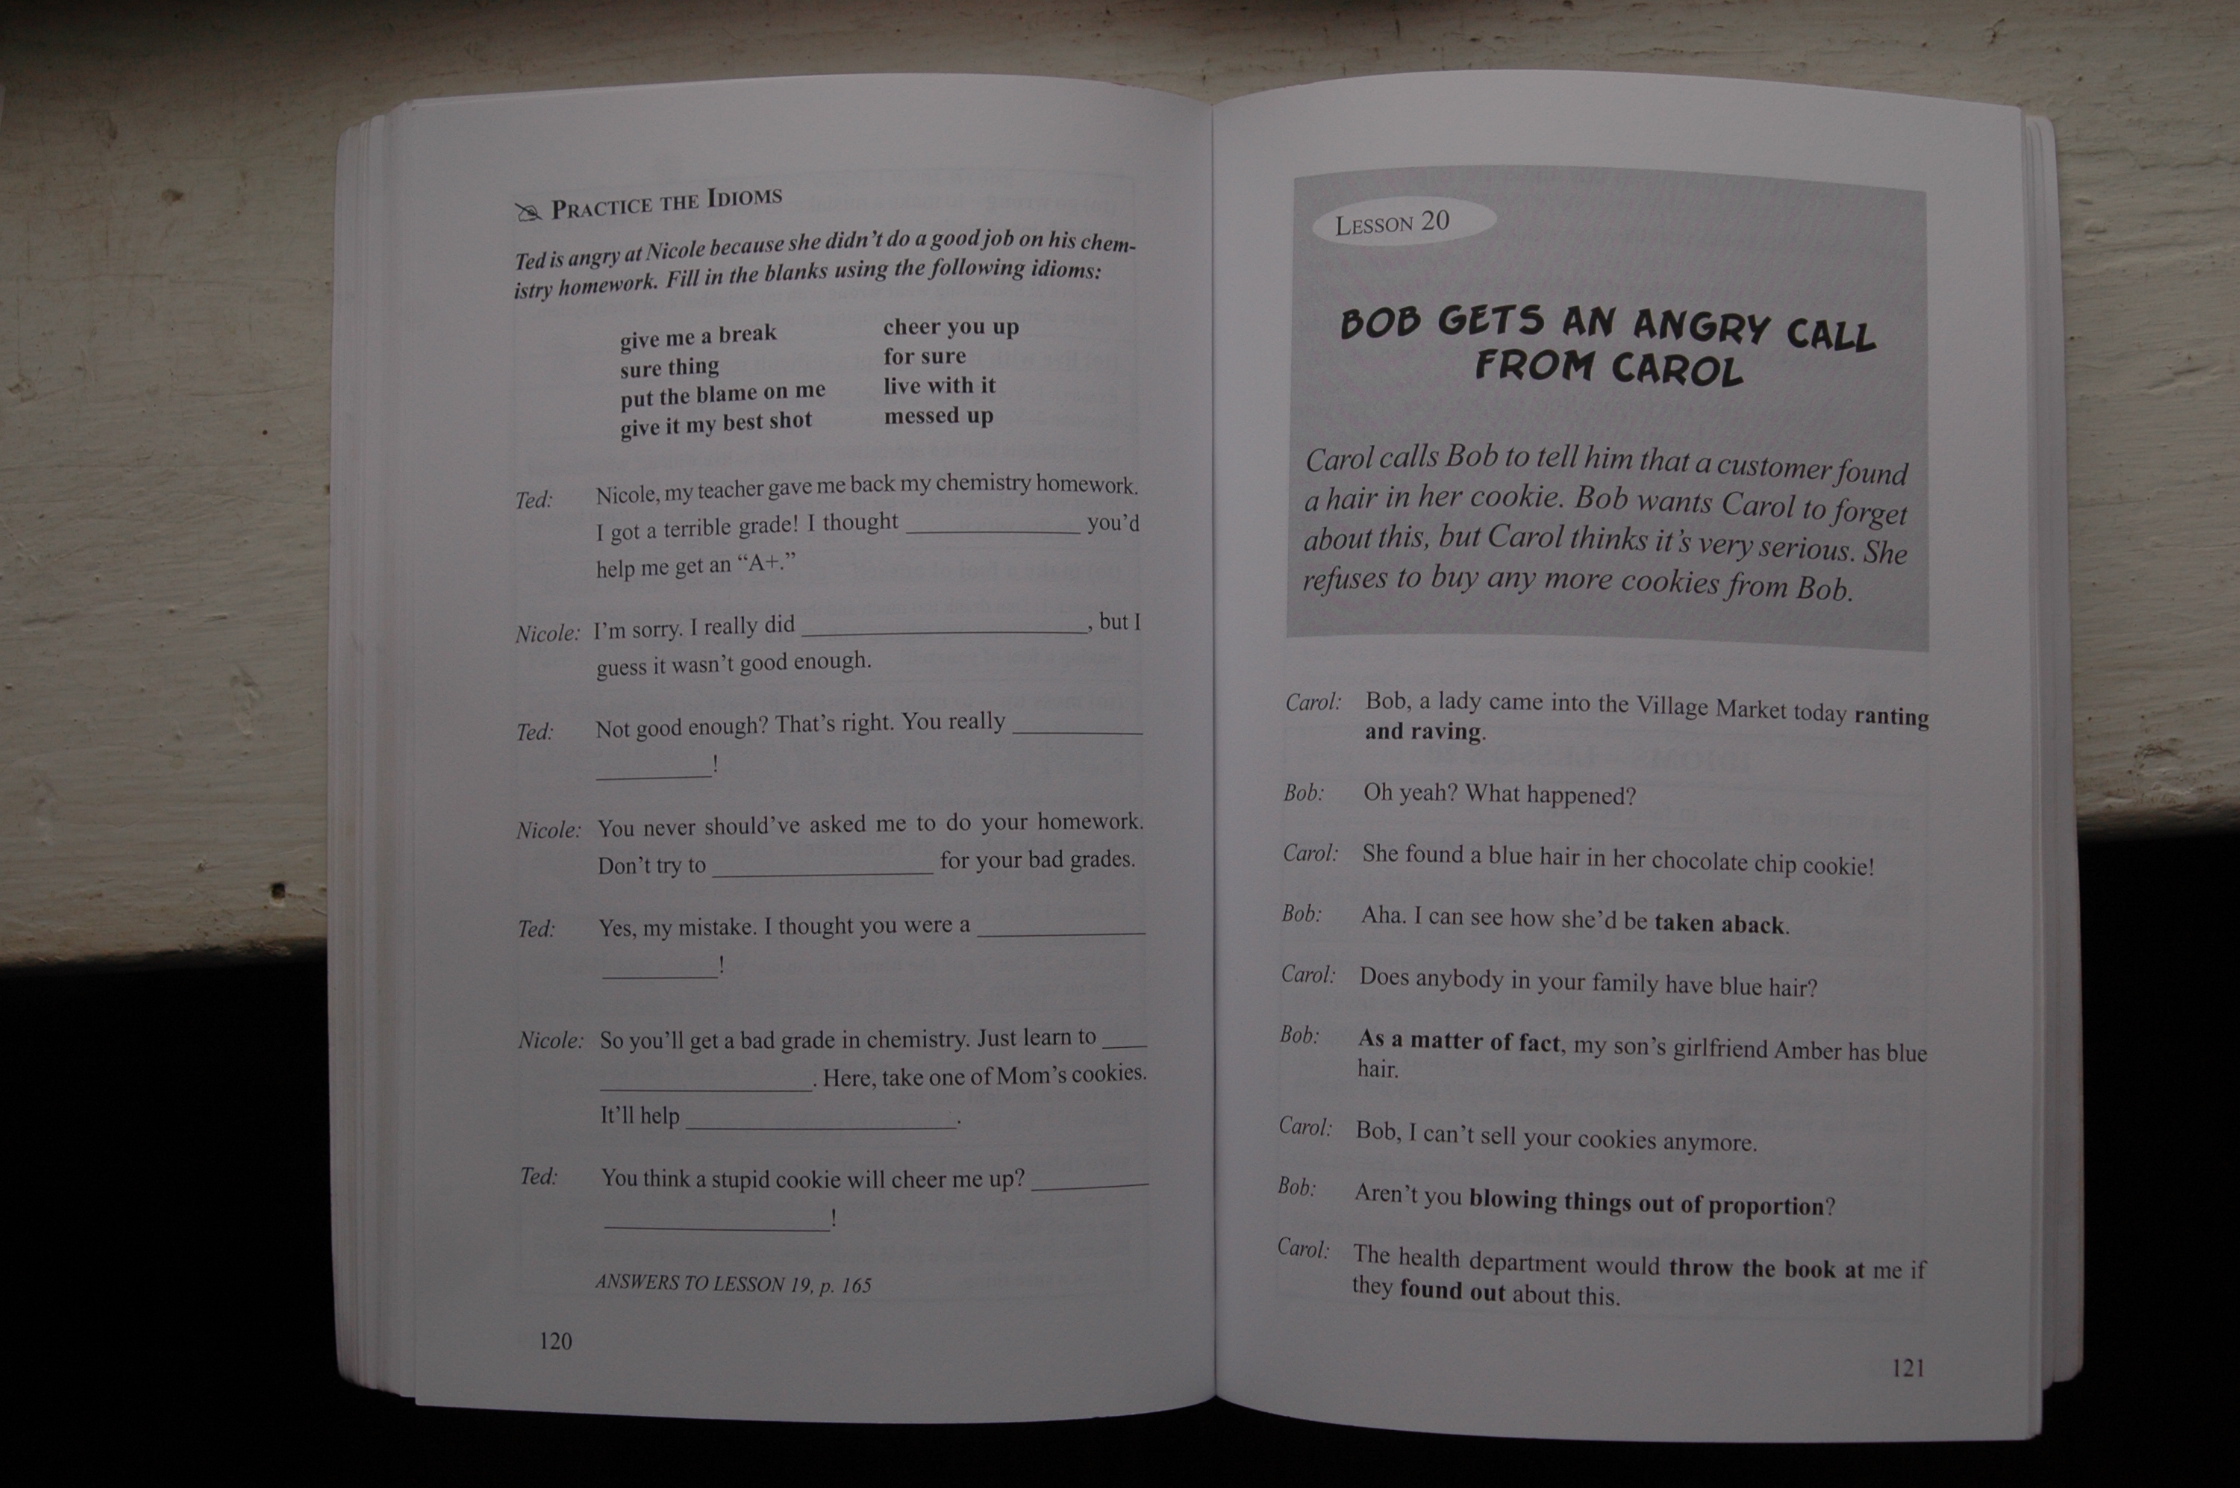 PRACTICE THE IDIOMS
Ted is angry at Nicole because she didn't do a good job on his chem-
istry homework. Fill in the blanks using the following idioms:
give me a break
sure thing
put the blame on me
give it my best shot
cheer you up
for sure
live with it
messed up
Ted: Nicole, my teacher gave me back my chemistry homework.
I got a terrible grade! I thought _______________ you'd
help me get an “A+.”
Nicole: I'm sorry. I really did _______________, but I
guess it wasn't good enough.
Ted: Not good enough? That's right. You really __________
__________!
Nicole: You never should've asked me to do your homework.
Don't try to _______________ for your bad grades.
Ted: Yes, my mistake. I thought you were a __________
__________!
Nicole: So you'll get a bad grade in chemistry. Just learn to ____
_______________. Here, take one of Mom's cookies.
It'll help _______________.
Ted: You think a stupid cookie will cheer me up? __________
_______________!
ANSWERS TO LESSON 19, p. 165
120
LESSON 20
BOB GETS AN ANGRY CALL
FROM CAROL
Carol calls Bob to tell him that a customer found
a hair in her cookie. Bob wants Carol to forget
about this, but Carol thinks it's very serious. She
refuses to buy any more cookies from Bob.
Carol: Bob, a lady came into the Village Market today ranting
and raving.
Bob: Oh yeah? What happened?
Carol: She found a blue hair in her chocolate chip cookie!
Bob: Aha. I can see how she'd be taken aback.
Carol: Does anybody in your family have blue hair?
Bob: As a matter of fact, my son's girlfriend Amber has blue
hair.
Carol: Bob, I can't sell your cookies anymore.
Bob: Aren't you blowing things out of proportion?
Carol: The health department would throw the book at me if
they found out about this.
121